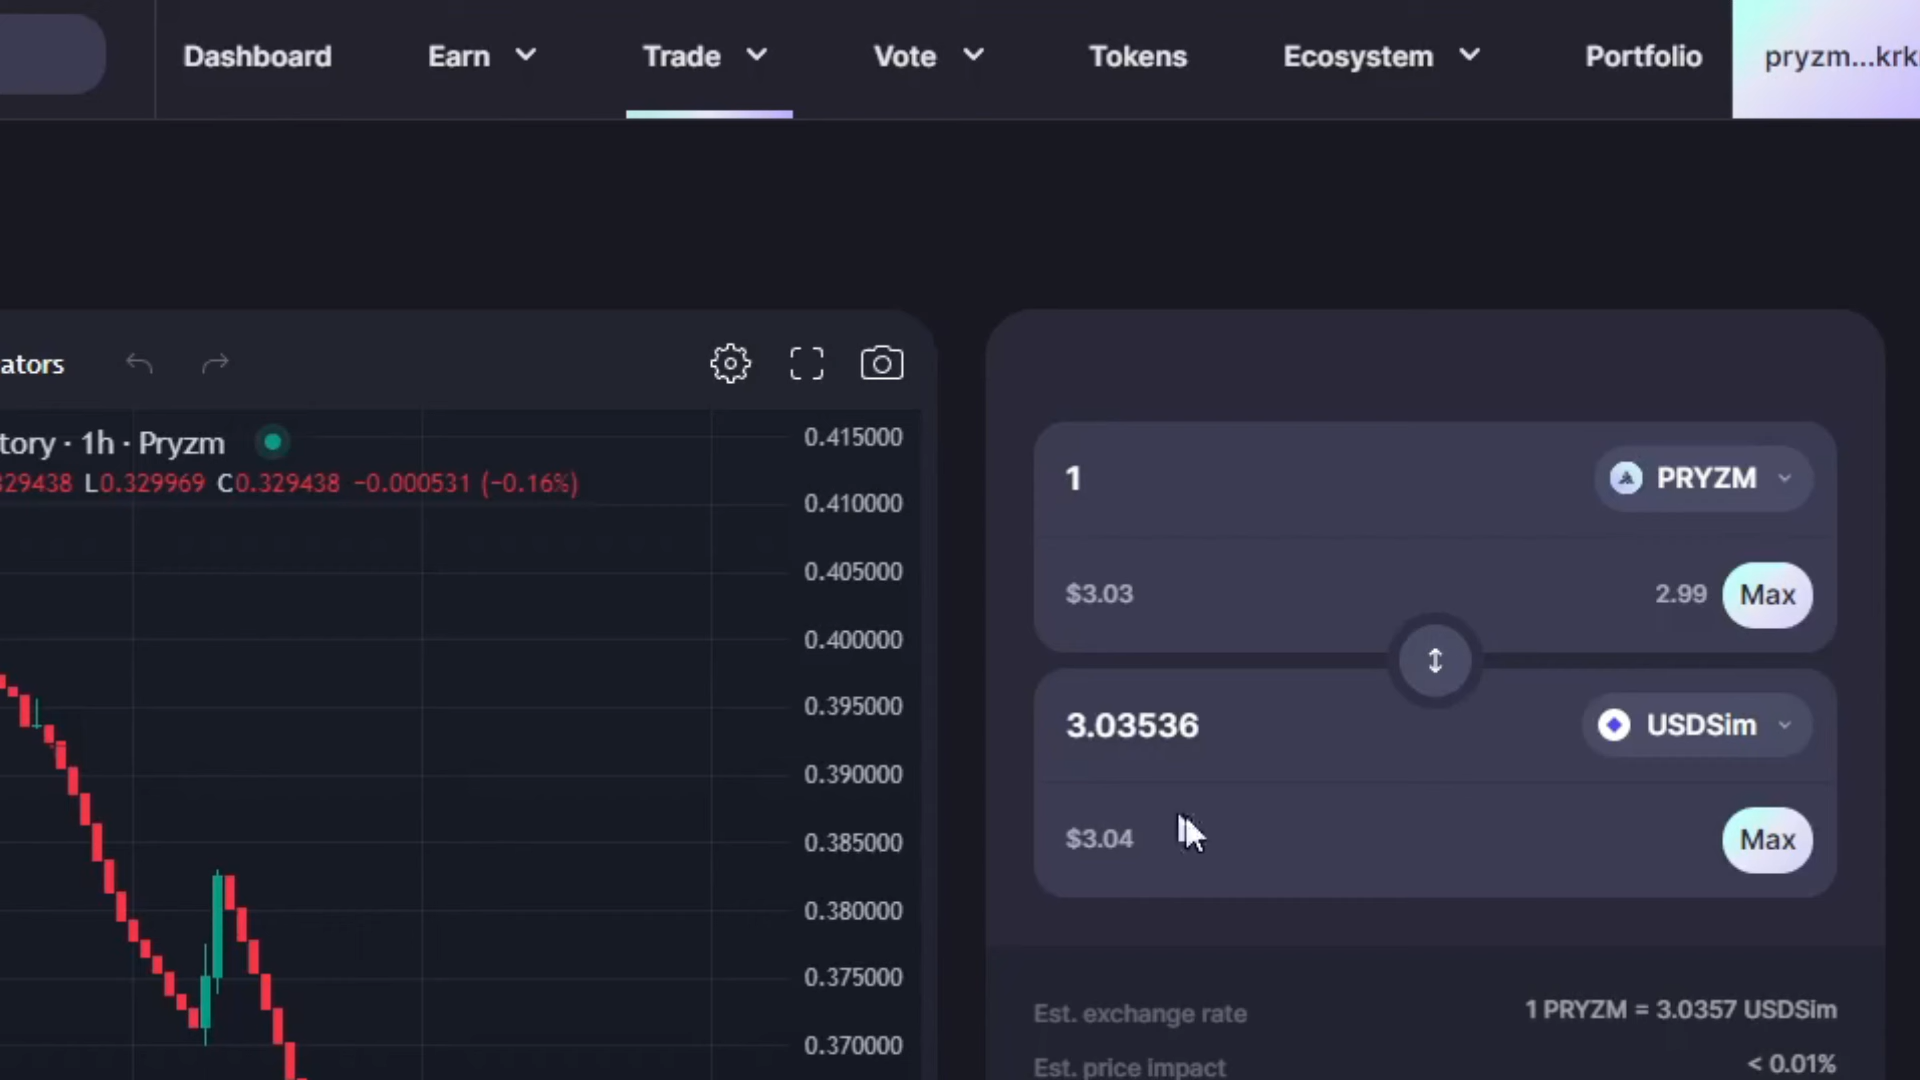 Dashboard Earn Trade Vote Tokens Ecosystem Portfolio pryzm...krk
ators
tory · 1h · Pryzm
329438 L0.329969 C0.329438 −0.000531 (−0.16%)
0.415000
0.410000
0.405000
0.400000
0.395000
0.390000
0.385000
0.380000
0.375000
0.370000
1 PRYZM
$3.03 2.99 Max
3.03536 USDSim
$3.04 Max
Est. exchange rate 1 PRYZM = 3.0357 USDSim
Est. price impact < 0.01%